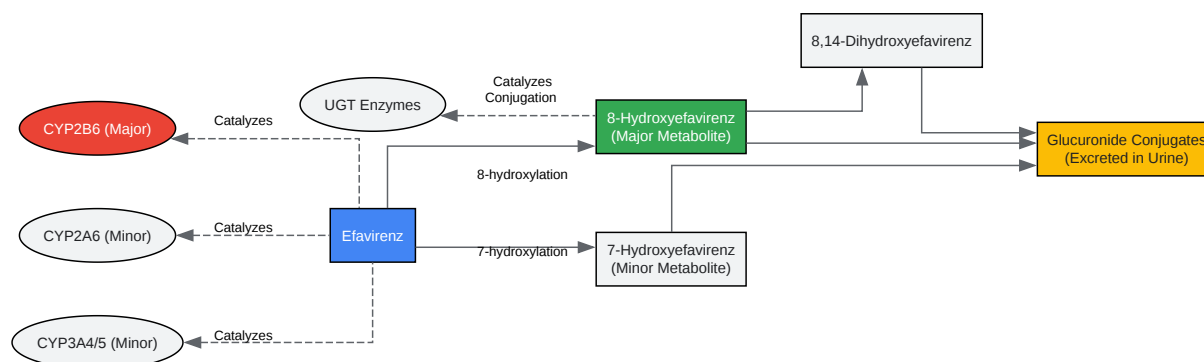 8,14-Dihydroxyefavirenz
Catalyzes
Conjugation
UGT Enzymes
8-Hydroxyefavirenz
(Major Metabolite)
CYP2B6 (Major)
Catalyzes
Glucuronide Conjugates
(Excreted in Urine)
8-hydroxylation
CYP2A6 (Minor)
Catalyzes
Efavirenz
7-hydroxylation
7-Hydroxyefavirenz
(Minor Metabolite)
CYP3A4/5 (Minor)
Catalyzes